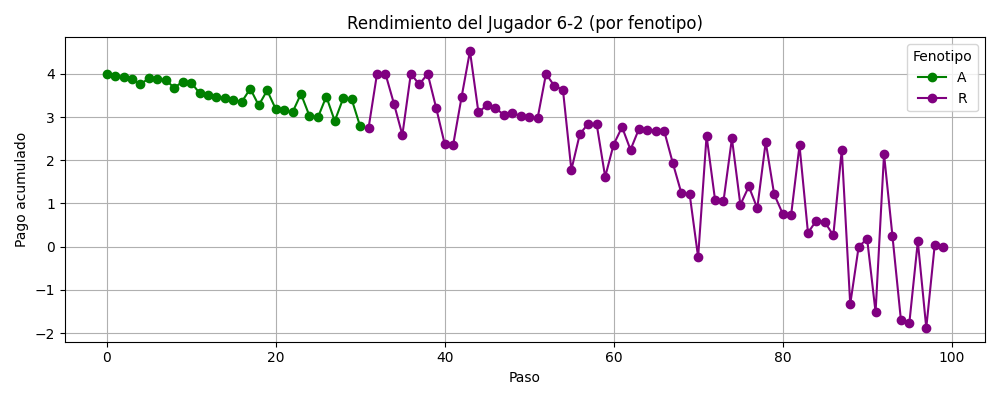 Rendimiento del Jugador 6-2 (por fenotipo)
Pago acumulado
4
3
2
1
0
−1
−2
Fenotipo
A
R
0
20
40
60
80
100
Paso